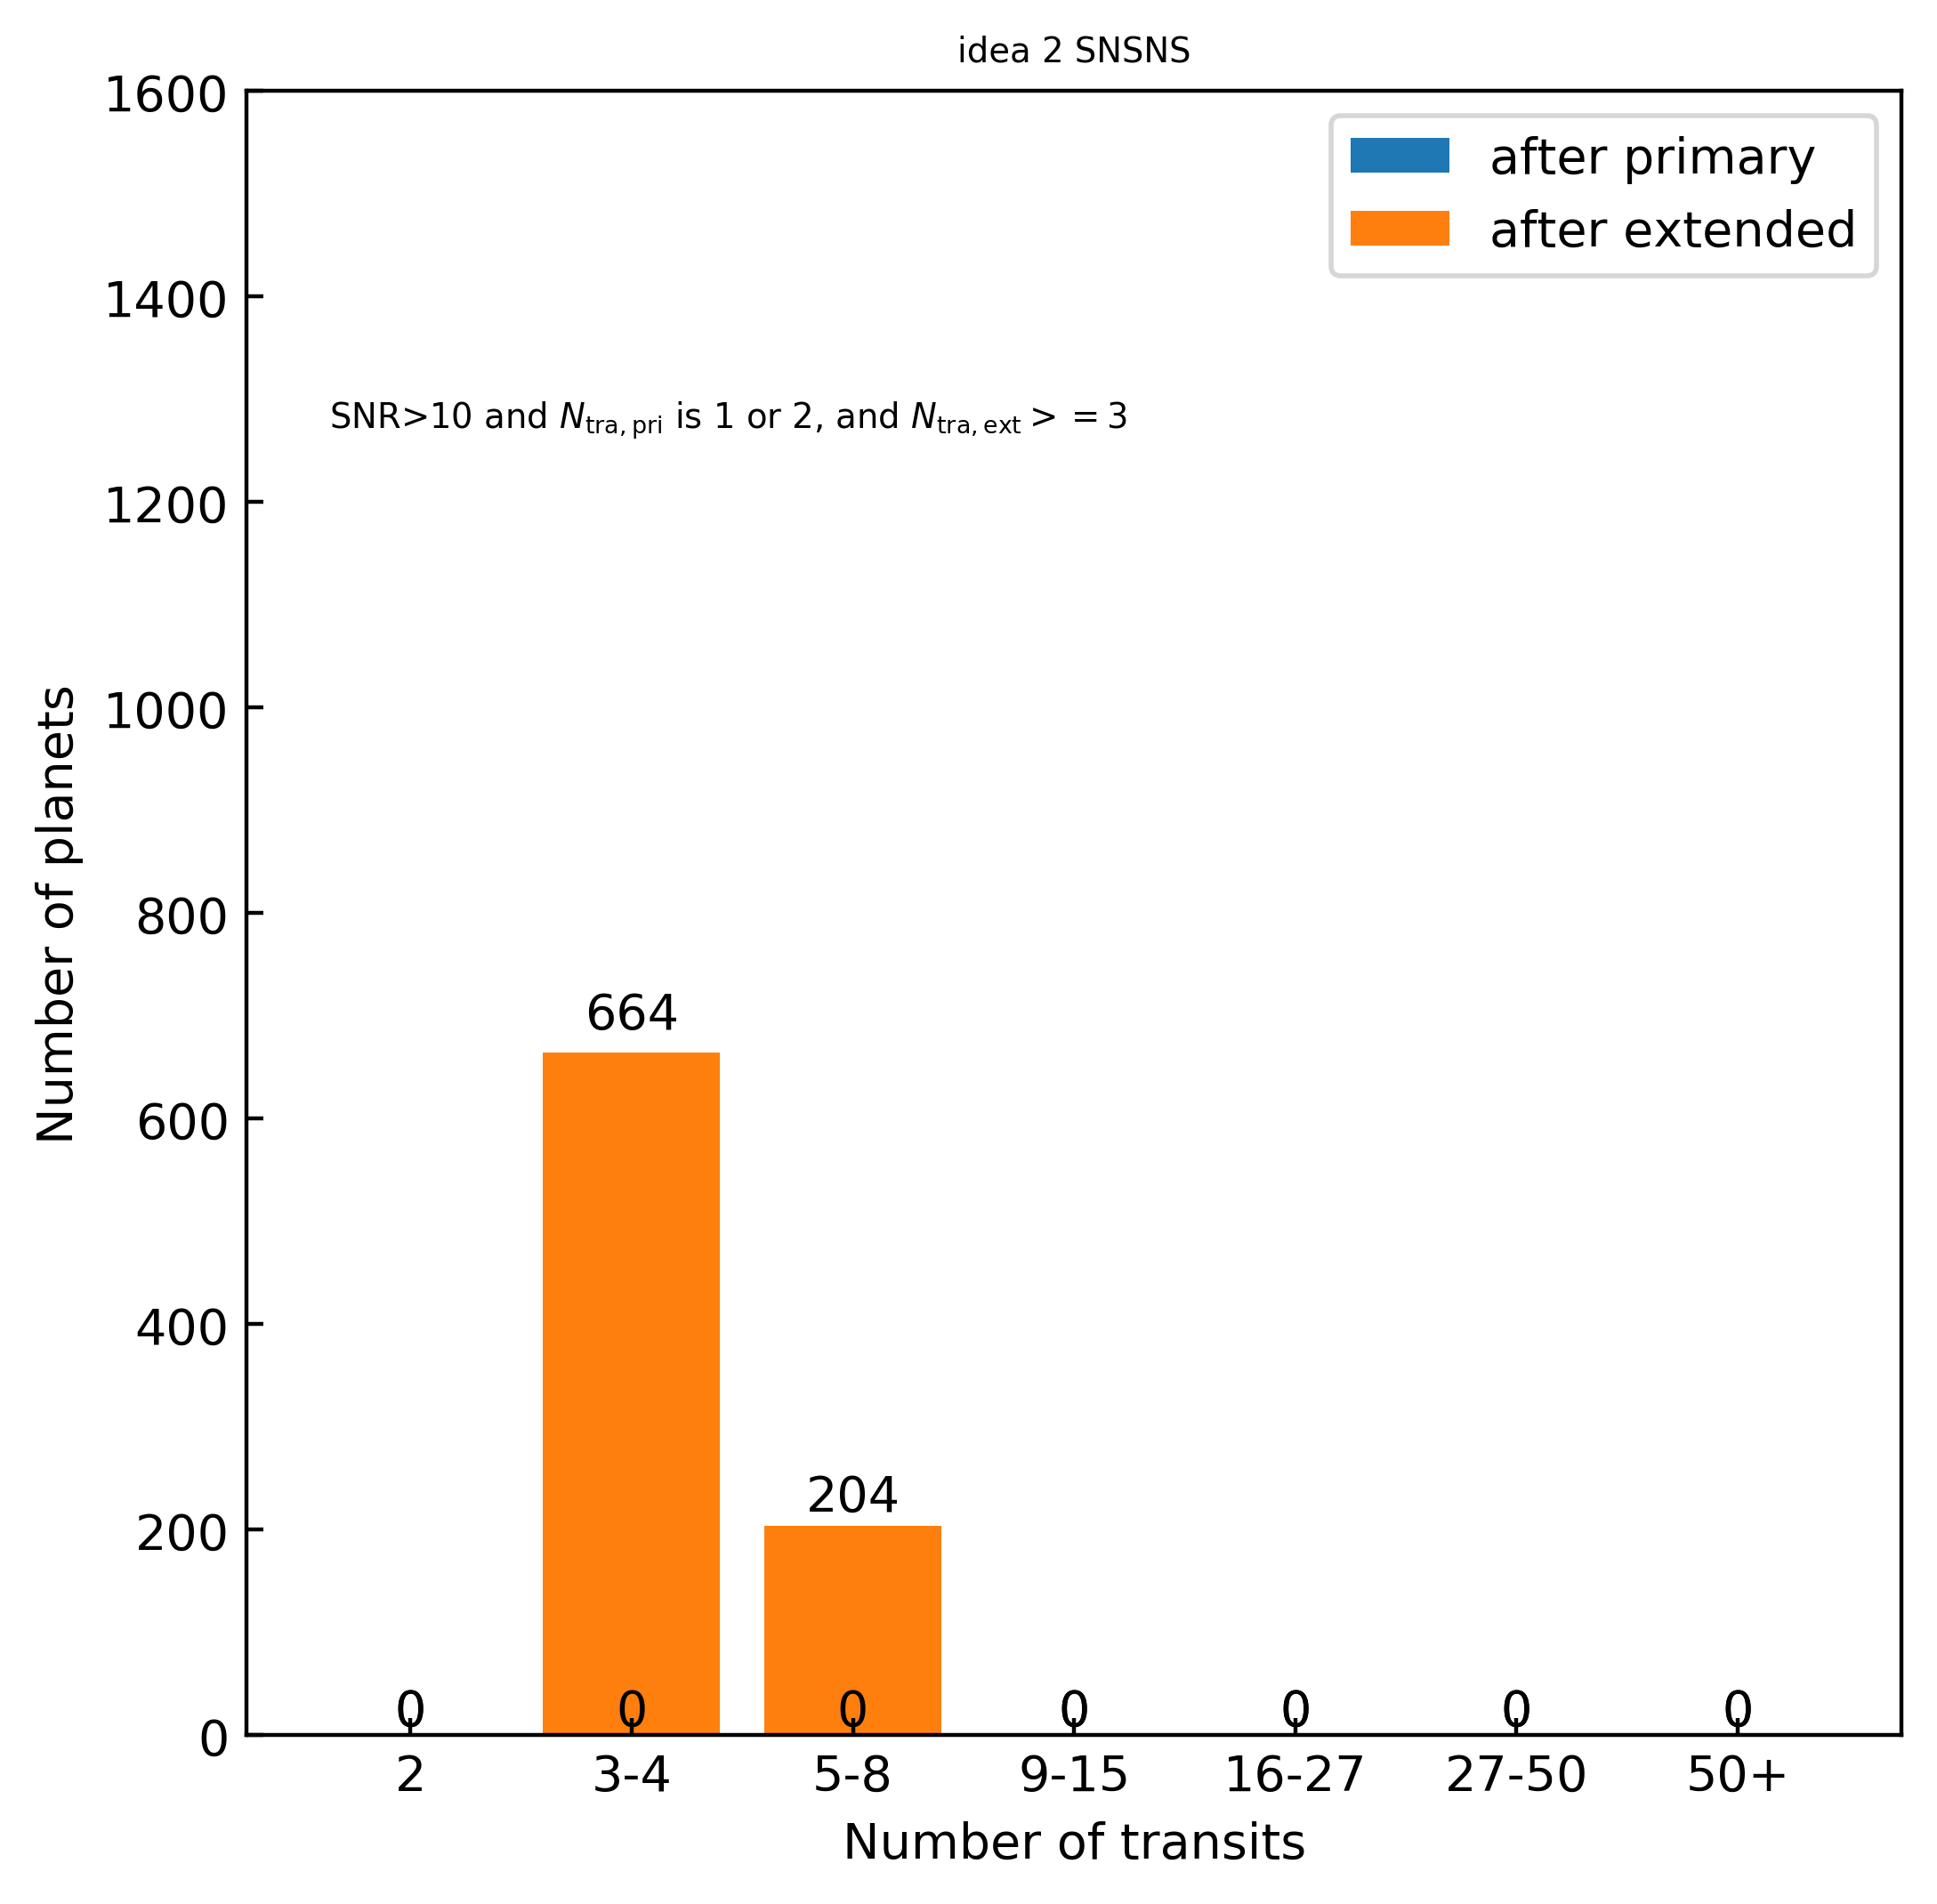 idea 2 SNSNS
1600
1400
1200
1000
800
600
400
200
0
Number of planets
after primary
after extended
SNR>10 and N_tra,pri is 1 or 2, and N_tra,ext >= 3
664
204
0 0 0 0 0 0 0
2 3-4 5-8 9-15 16-27 27-50 50+
Number of transits